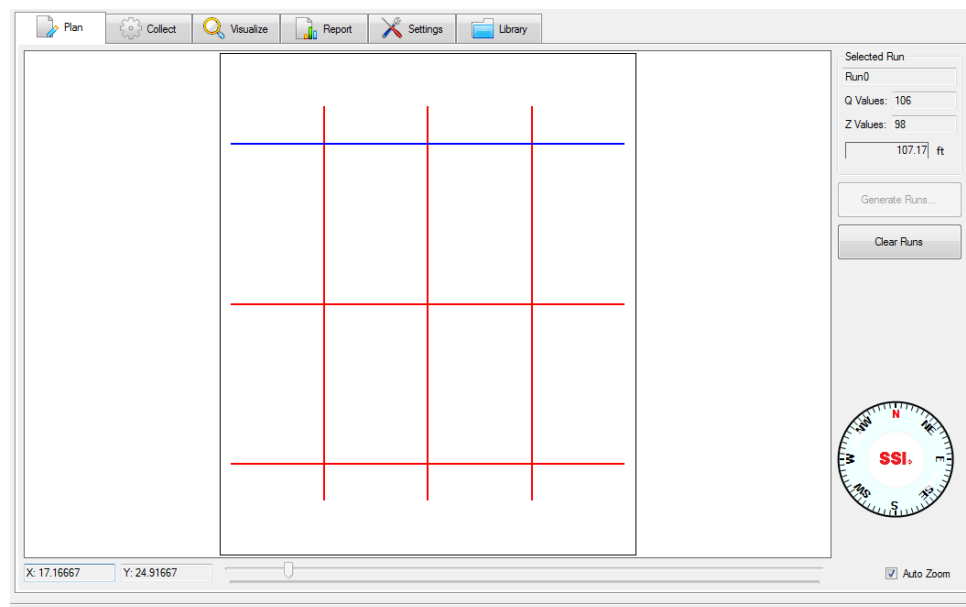 Plan Collect Visualize Report Settings Library
Selected Run
Run0
Q Values: 106
Z Values: 98
107.17 ft
Generate Runs...
Clear Runs
N
NW NE
W SSI. E
SW SE
S
X: 17.16667 Y: 24.91667 Auto Zoom